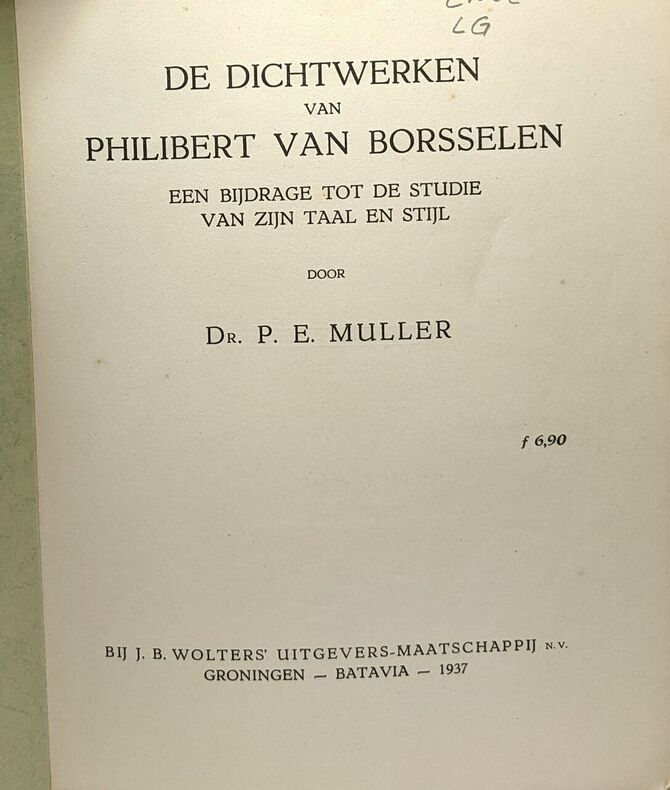 LG
DE DICHTWERKEN
VAN
PHILIBERT VAN BORSSELEN
EEN BIJDRAGE TOT DE STUDIE
VAN ZIJN TAAL EN STIJL
DOOR
DR. P. E. MULLER
f 6,90
BIJ J. B. WOLTERS' UITGEVERS-MAATSCHAPPIJ N.V.
GRONINGEN — BATAVIA — 1937